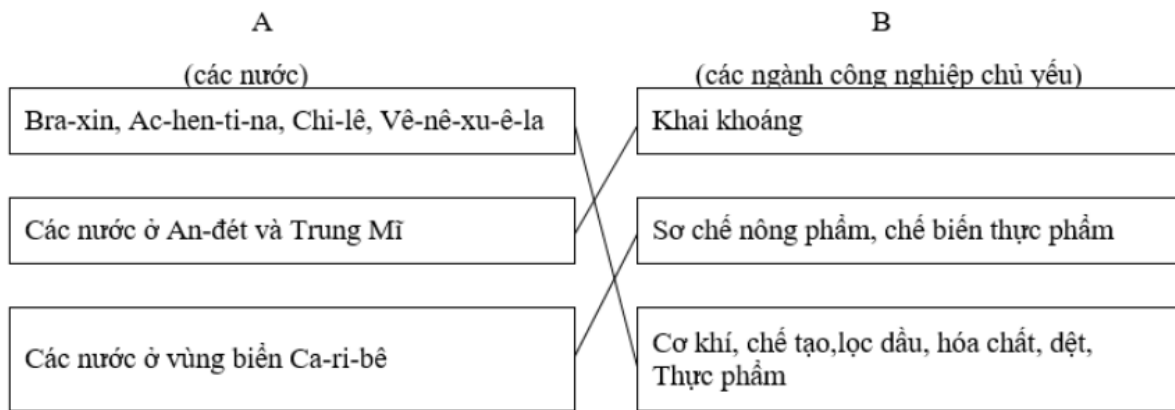 A
(các nước)
Bra-xin, Ac-hen-ti-na, Chi-lê, Vê-nê-xu-ê-la
Các nước ở An-đét và Trung Mĩ
Các nước ở vùng biển Ca-ri-bê
B
(các ngành công nghiệp chủ yếu)
Khai khoáng
Sơ chế nông phẩm, chế biến thực phẩm
Cơ khí, chế tạo,lọc dầu, hóa chất, dệt,
Thực phẩm